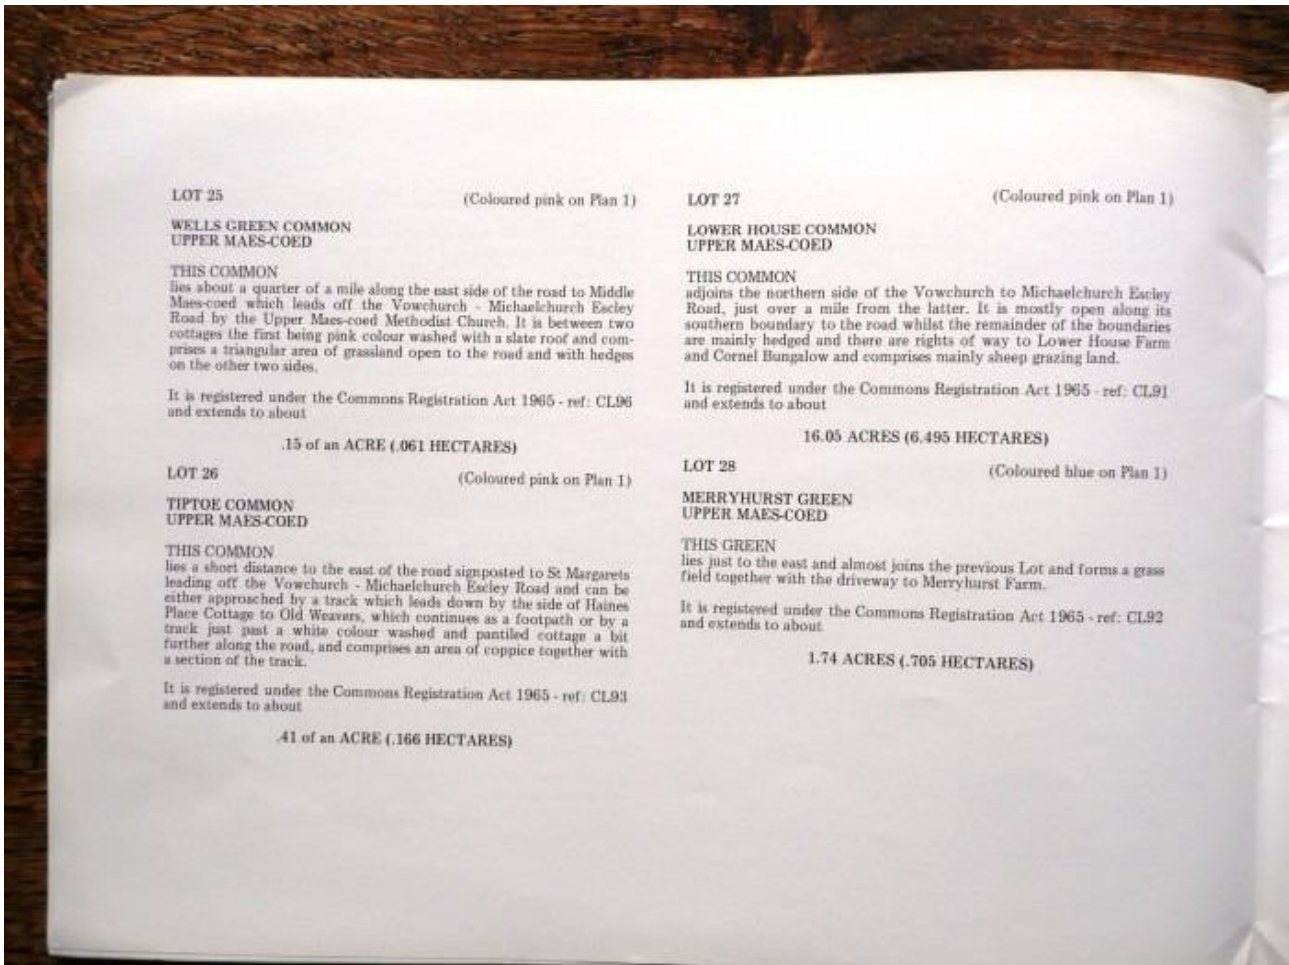 LOT 25 (Coloured pink on Plan 1)
WELLS GREEN COMMON
UPPER MAES-COED
THIS COMMON
lies about a quarter of a mile along the east side of the road to Middle
Maes-coed which leads off the Vowchurch - Michaelchurch Escley
Road by the Upper Maes-coed Methodist Church. It is between two
cottages the first being pink colour washed with a slate roof and com-
prises a triangular area of grassland open to the road and with hedges
on the other two sides.
It is registered under the Commons Registration Act 1965 - ref: CL96
and extends to about
.15 of an ACRE (.061 HECTARES)
LOT 26 (Coloured pink on Plan 1)
TIPTOE COMMON
UPPER MAES-COED
THIS COMMON
lies a short distance to the east of the road signposted to St Margarets
leading off the Vowchurch - Michaelchurch Escley Road and can be
either approached by a track which leads down by the side of Haines
Place Cottage to Old Weavers, which continues as a footpath or by a
track just past a white colour washed and pantiled cottage a bit
further along the road, and comprises an area of coppice together with
a section of the track.
It is registered under the Commons Registration Act 1965 - ref: CL93
and extends to about
.41 of an ACRE (.166 HECTARES)
LOT 27 (Coloured pink on Plan 1)
LOWER HOUSE COMMON
UPPER MAES-COED
THIS COMMON
adjoins the northern side of the Vowchurch to Michaelchurch Escley
Road, just over a mile from the latter. It is mostly open along its
southern boundary to the road whilst the remainder of the boundaries
are mainly hedged and there are rights of way to Lower House Farm
and Cornel Bungalow and comprises mainly sheep grazing land.
It is registered under the Commons Registration Act 1965 - ref: CL91
and extends to about
16.05 ACRES (6.495 HECTARES)
LOT 28 (Coloured blue on Plan 1)
MERRYHURST GREEN
UPPER MAES-COED
THIS GREEN
lies just to the east and almost joins the previous Lot and forms a grass
field together with the driveway to Merryhurst Farm.
It is registered under the Commons Registration Act 1965 - ref: CL92
and extends to about
1.74 ACRES (.705 HECTARES)